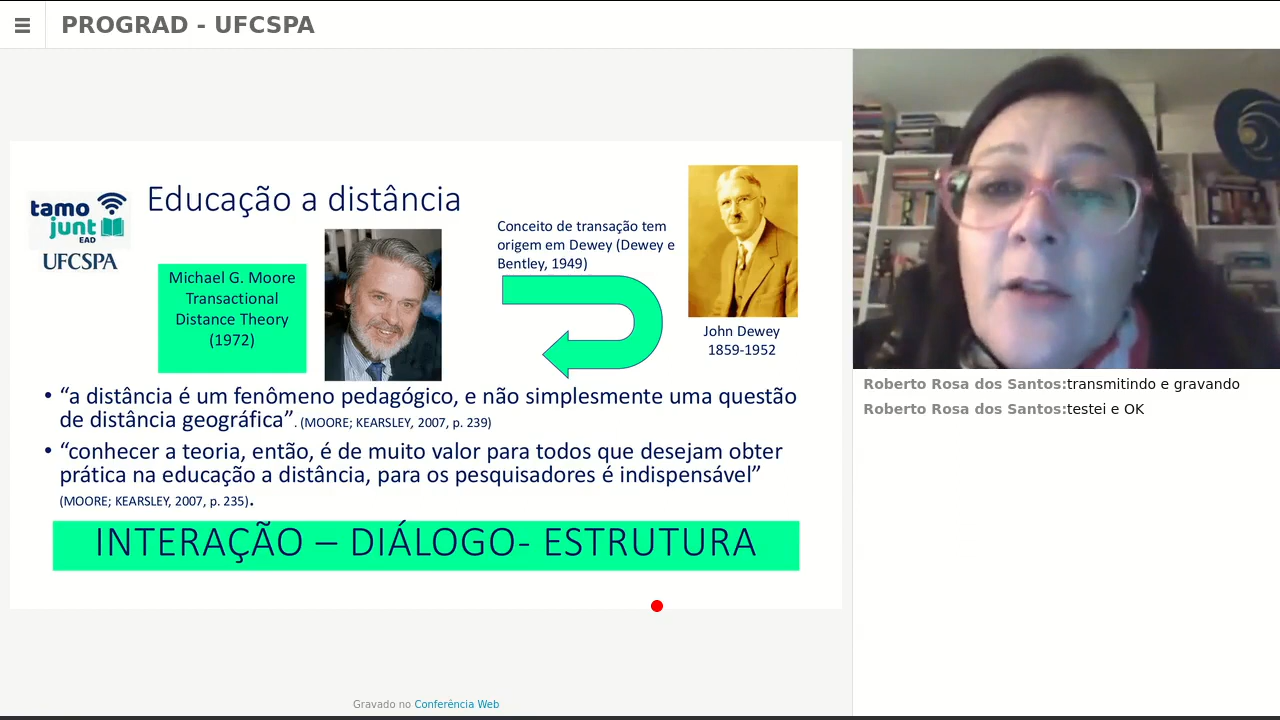 PROGRAD - UFCSPA
tamo
junt
EAD
UFCSPA
Educação a distância
Michael G. Moore
Transactional
Distance Theory
(1972)
Conceito de transação tem
origem em Dewey (Dewey e
Bentley, 1949)
John Dewey
1859-1952
• “a distância é um fenômeno pedagógico, e não simplesmente uma questão
de distância geográfica”. (MOORE; KEARSLEY, 2007, p. 239)
• “conhecer a teoria, então, é de muito valor para todos que desejam obter
prática na educação a distância, para os pesquisadores é indispensável”
(MOORE; KEARSLEY, 2007, p. 235).
INTERAÇÃO – DIÁLOGO- ESTRUTURA
Roberto Rosa dos Santos:transmitindo e gravando
Roberto Rosa dos Santos:testei e OK
Gravado no Conferência Web